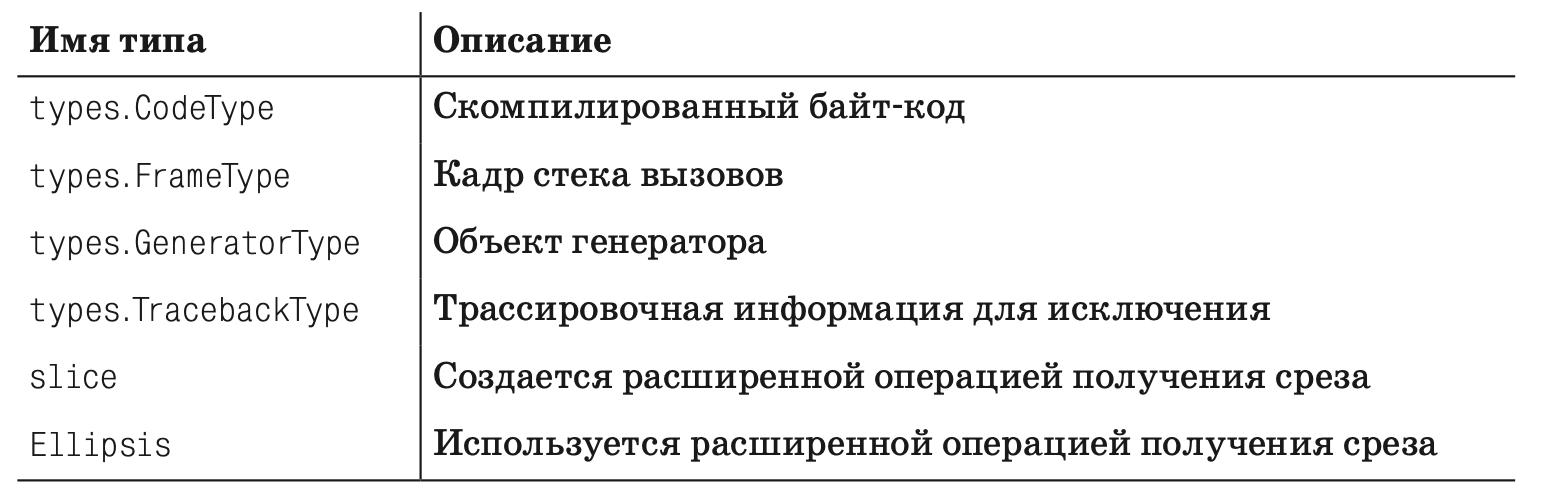 Имя типа Описание
types.CodeType Скомпилированный байт-код
types.FrameType Кадр стека вызовов
types.GeneratorType Объект генератора
types.TracebackType Трассировочная информация для исключения
slice Создается расширенной операцией получения среза
Ellipsis Используется расширенной операцией получения среза